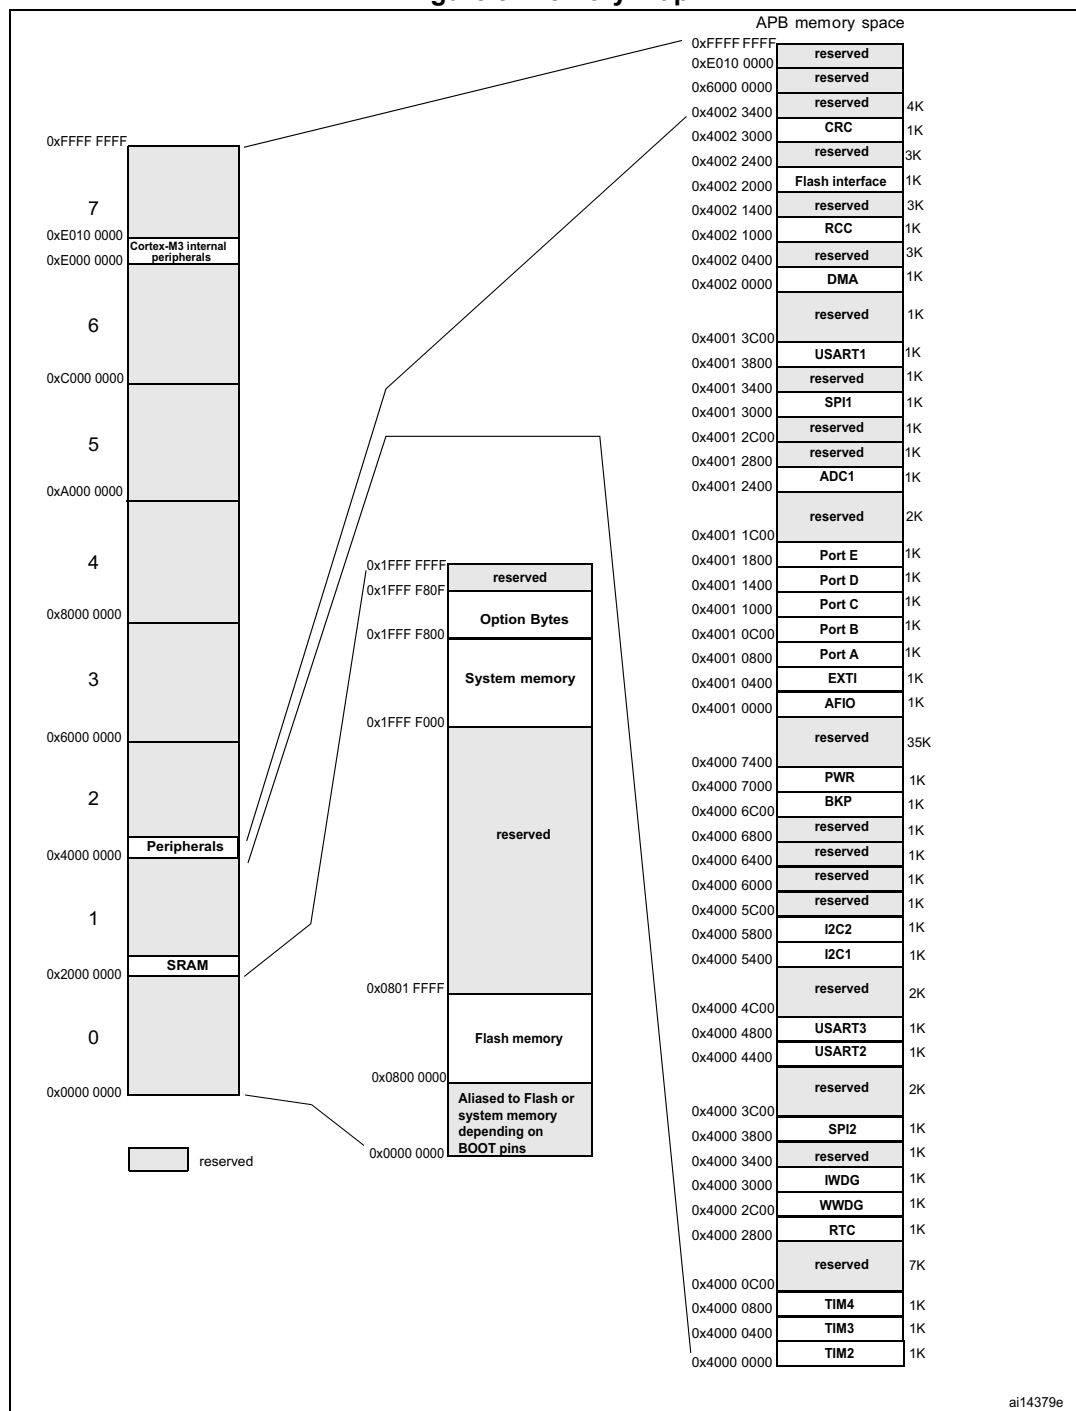 APB memory space
0xFFFF FFFF
reserved
0xE010 0000
reserved
0x6000 0000
reserved
4K
0x4002 3400
CRC
1K
0x4002 3000
reserved
3K
0x4002 2400
Flash interface
1K
0x4002 2000
reserved
3K
0x4002 1400
RCC
1K
0x4002 1000
reserved
3K
0x4002 0400
DMA
1K
0x4002 0000
reserved
1K
0x4001 3C00
USART1
1K
0x4001 3800
reserved
1K
0x4001 3400
SPI1
1K
0x4001 3000
reserved
1K
0x4001 2C00
reserved
1K
0x4001 2800
ADC1
1K
0x4001 2400
reserved
2K
0x4001 1C00
Port E
1K
0x4001 1800
Port D
1K
0x4001 1400
Port C
1K
0x4001 1000
Port B
1K
0x4001 0C00
Port A
1K
0x4001 0800
EXTI
1K
0x4001 0400
AFIO
1K
0x4001 0000
reserved
35K
0x4000 7400
PWR
1K
0x4000 7000
BKP
1K
0x4000 6C00
reserved
1K
0x4000 6800
reserved
1K
0x4000 6400
reserved
1K
0x4000 6000
reserved
1K
0x4000 5C00
I2C2
1K
0x4000 5800
I2C1
1K
0x4000 5400
reserved
2K
0x4000 4C00
USART3
1K
0x4000 4800
USART2
1K
0x4000 4400
reserved
2K
0x4000 3C00
SPI2
1K
0x4000 3800
reserved
1K
0x4000 3400
IWDG
1K
0x4000 3000
WWDG
1K
0x4000 2C00
RTC
1K
0x4000 2800
reserved
7K
0x4000 0C00
TIM4
1K
0x4000 0800
TIM3
1K
0x4000 0400
TIM2
1K
0x4000 0000
0xFFFF FFFF
7
0xE010 0000
Cortex-M3 internal
peripherals
0xE000 0000
6
0xC000 0000
5
0xA000 0000
4
0x8000 0000
3
0x6000 0000
2
Peripherals
0x4000 0000
1
SRAM
0x2000 0000
0
0x0000 0000
reserved
0x1FFF FFFF
reserved
0x1FFF F80F
Option Bytes
0x1FFF F800
System memory
0x1FFF F000
reserved
0x0801 FFFF
Flash memory
0x0800 0000
Aliased to Flash or
system memory
depending on
BOOT pins
0x0000 0000
ai14379e